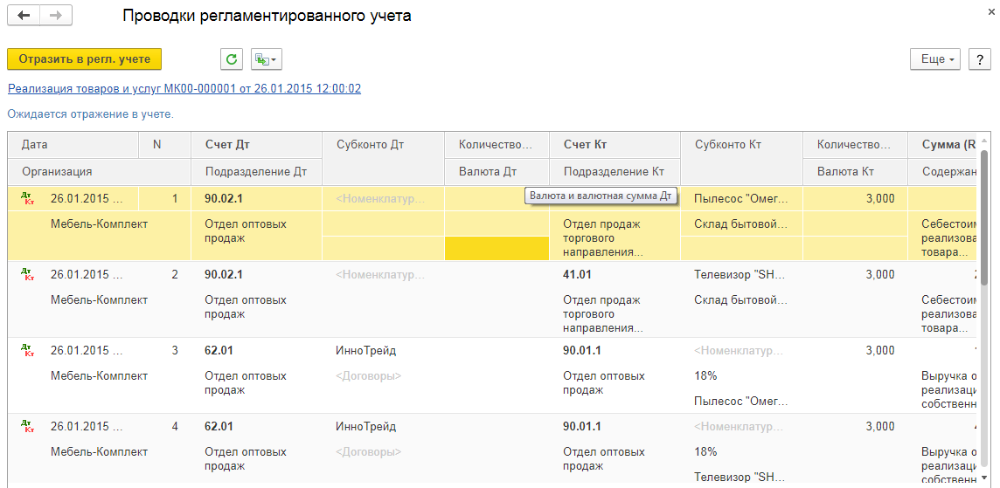 Проводки регламентированного учета
×
Отразить в регл. учете
Еще
?
Реализация товаров и услуг МК00-000001 от 26.01.2015 12:00:02
Ожидается отражение в учете.
Дата N Счет Дт Субконто Дт Количество... Счет Кт Субконто Кт Количество... Сумма (R
Организация Подразделение Дт Валюта Дт Подразделение Кт Валюта Кт Содержан
Дт Кт 26.01.2015 ... 1 90.02.1 <Номенклатур... Валюта и валютная сумма Дт Пылесос "Омег... 3,000
Мебель-Комплект Отдел оптовых Отдел продаж Склад бытовой... Себестоим
продаж торгового реализова
направления... товара...
Дт Кт 26.01.2015 ... 2 90.02.1 <Номенклатур... 41.01 Телевизор "SH... 3,000
Мебель-Комплект Отдел оптовых Отдел продаж Склад бытовой... Себестоим
продаж торгового реализова
направления... товара...
Дт Кт 26.01.2015 ... 3 62.01 ИнноТрейд 90.01.1 <Номенклатур... 3,000
Мебель-Комплект Отдел оптовых <Договоры> Отдел оптовых 18% Выручка о
продаж продаж реализаци
Пылесос "Омег... собственн
Дт Кт 26.01.2015 ... 4 62.01 ИнноТрейд 90.01.1 <Номенклатур... 3,000
Мебель-Комплект Отдел оптовых <Договоры> Отдел оптовых 18% Выручка о
продаж продаж реализаци
Телевизор "SH... собственн